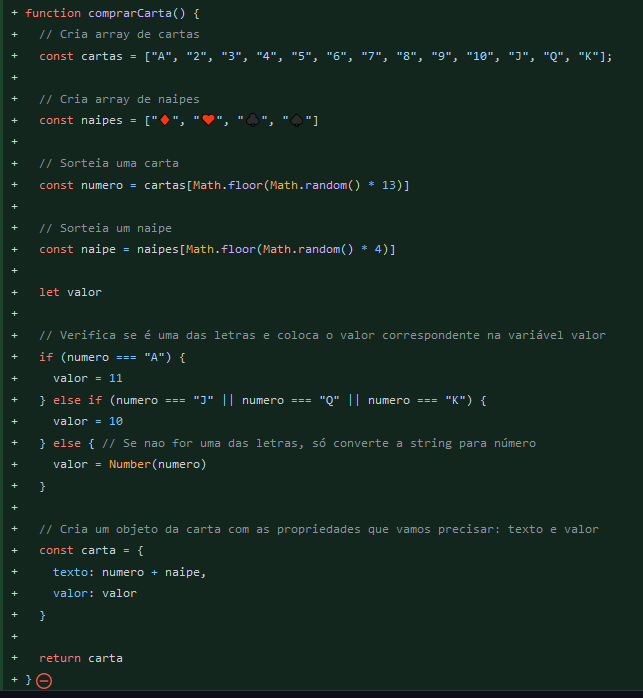 + function comprarCarta() {
+   // Cria array de cartas
+   const cartas = ["A", "2", "3", "4", "5", "6", "7", "8", "9", "10", "J", "Q", "K"];
+
+   // Cria array de naipes
+   const naipes = ["♦️", "♥️", "♣️", "♠️"]
+
+   // Sorteia uma carta
+   const numero = cartas[Math.floor(Math.random() * 13)]
+
+   // Sorteia um naipe
+   const naipe = naipes[Math.floor(Math.random() * 4)]
+
+   let valor
+
+   // Verifica se é uma das letras e coloca o valor correspondente na variável valor
+   if (numero === "A") {
+     valor = 11
+   } else if (numero === "J" || numero === "Q" || numero === "K") {
+     valor = 10
+   } else { // Se nao for uma das letras, só converte a string para número
+     valor = Number(numero)
+   }
+
+   // Cria um objeto da carta com as propriedades que vamos precisar: texto e valor
+   const carta = {
+     texto: numero + naipe,
+     valor: valor
+   }
+
+   return carta
+ }